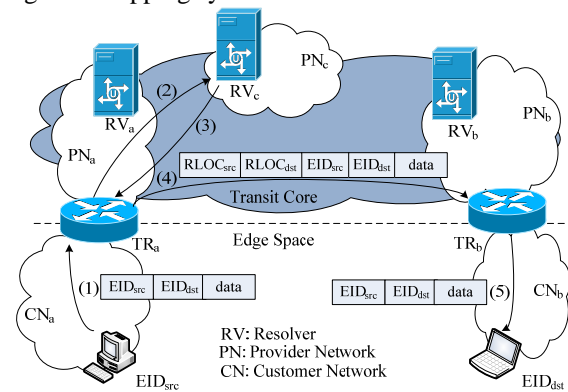 PNc
(2)
RVa
RVc
RVb
PNb
PNa
(3)
RLOCsrc RLOCdst EIDsrc EIDdst data
(4)
Transit Core
TRa
Edge Space
TRb
(1)
EIDsrc EIDdst data
EIDsrc EIDdst data
(5)
CNa
CNb
RV: Resolver
PN: Provider Network
CN: Customer Network
EIDsrc
EIDdst